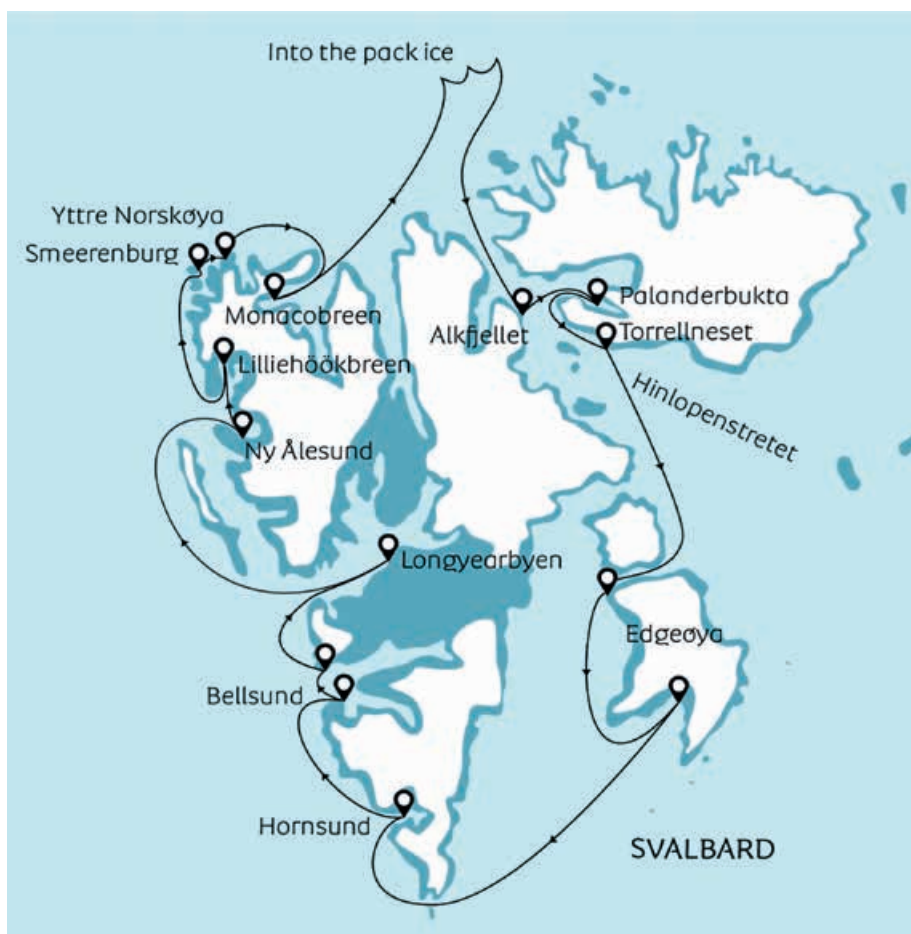 Into the pack ice
Yttre Norskøya
Smeerenburg
Monacobreen
Palanderbukta
Alkfjellet
Torrellneset
Lilliehöökbreen
Hinlopenstretet
Ny Ålesund
Longyearbyen
Edgeøya
Bellsund
Hornsund
SVALBARD